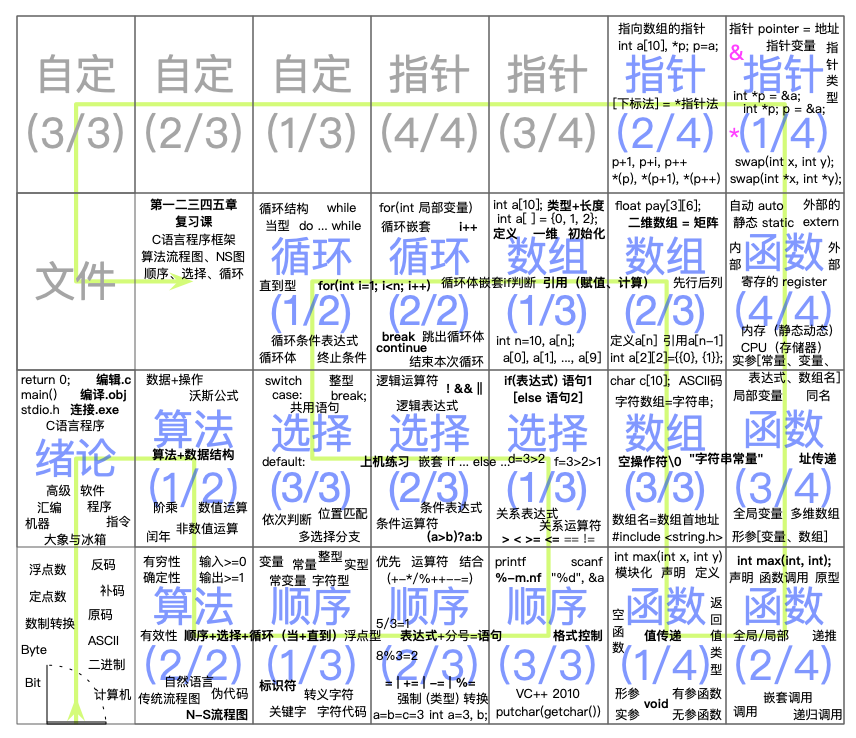 自定
(3/3)
自定
(2/3)
自定
(1/3)
指针
(4/4)
指针
(3/4)
指向数组的指针
int a[10], *p; p=a;
指针
[下标法] = *指针法
(2/4)
p+1, p+i, p++
*(p), *(p+1), *(p++)
指针 pointer = 地址
& 指针变量
指针类型
指针
int *p = &a;
int *p; p = &a;
*
(1/4)
swap(int x, int y);
swap(int *x, int *y);
文件
第一二三四五章
复习课
C语言程序框架
算法流程图、NS图
顺序、选择、循环
循环结构 while
当型 do ... while
循环
直到型 for(int i=1; i<n; i++)
(1/2)
循环条件表达式
循环体 终止条件
for(int 局部变量)
循环嵌套 i++
循环
循环体嵌套if判断
(2/2)
break 跳出循环体
continue
结束本次循环
int a[10]; 类型+长度
int a[ ] = {0, 1, 2};
定义 一维 初始化
数组
引用（赋值、计算）
(1/3)
int n=10, a[n];
a[0], a[1], ..., a[9]
float pay[3][6];
二维数组 = 矩阵
数组
先行后列
(2/3)
定义a[n] 引用a[n-1]
int a[2][2]={{0}, {1}};
自动 auto 外部的
静态 static extern
内部
函数
外部
寄存的 register
(4/4)
内存（静态动态）
CPU（存储器）
实参[常量、变量、
表达式、数组名]
return 0; 编辑.c
main() 编译.obj
stdio.h 连接.exe
C语言程序
绪论
高级 软件
汇编 程序
机器 指令
大象与冰箱
数据+操作
沃斯公式
算法
算法+数据结构
(1/2)
阶乘 数值运算
闰年 非数值运算
switch 整型
case: break;
共用语句
选择
default:
(3/3)
依次判断 位置匹配
多选择分支
逻辑运算符 ! && ||
逻辑表达式
选择
上机练习 嵌套 if ... else ...
(2/3)
条件表达式
条件运算符
(a>b)?a:b
if(表达式) 语句1
[else 语句2]
选择
d=3>2 f=3>2>1
(1/3)
关系表达式
关系运算符
> < >= <= == !=
char c[10]; ASCII码
字符数组=字符串;
数组
空操作符\0 "字符串常量"
(3/3)
数组名=数组首地址
#include <string.h>
局部变量 同名
函数
址传递
(3/4)
全局变量 多维数组
形参[变量、数组]
浮点数 反码
定点数 补码
数制转换 原码
Byte ASCII
二进制
Bit 计算机
有穷性 输入>=0
确定性 输出>=1
算法
有效性 顺序+选择+循环（当+直到）
(2/2)
自然语言
传统流程图 伪代码
N-S流程图
变量 常量 整型 实型
常变量 字符型
顺序
浮点型
(1/3)
标识符
转义字符
关键字 字符代码
优先 运算符 结合
(+−*/%++−−=)
顺序
5/3=1
表达式+分号=语句
8%3=2
(2/3)
= | += | −= | %=
强制 (类型) 转换
a=b=c=3 int a=3, b;
printf scanf
%−m.nf "%d", &a
顺序
格式控制
(3/3)
VC++ 2010
putchar(getchar())
int max(int x, int y)
模块化 声明 定义
空函数
函数
返回值类型
值传递
(1/4)
形参 void 有参函数
实参 无参函数
int max(int, int);
声明 函数调用 原型
函数
全局/局部 递推
(2/4)
嵌套调用
调用 递归调用